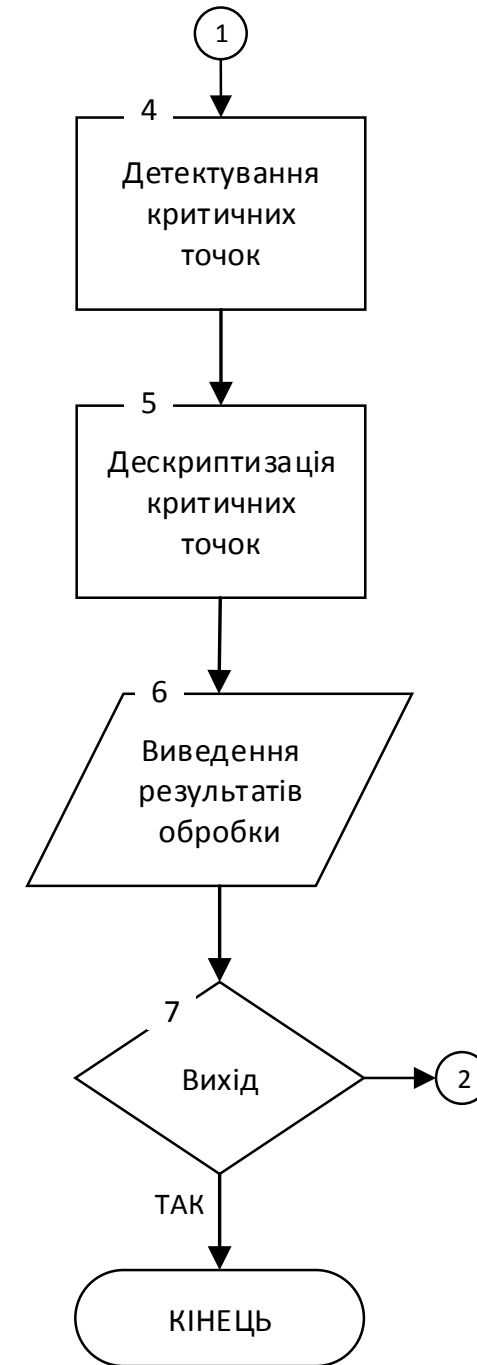 1
4
Детектування
критичних
точок
5
Дескриптизація
критичних
точок
6
Виведення
результатів
обробки
7
Вихід
2
ТАК
КІНЕЦЬ